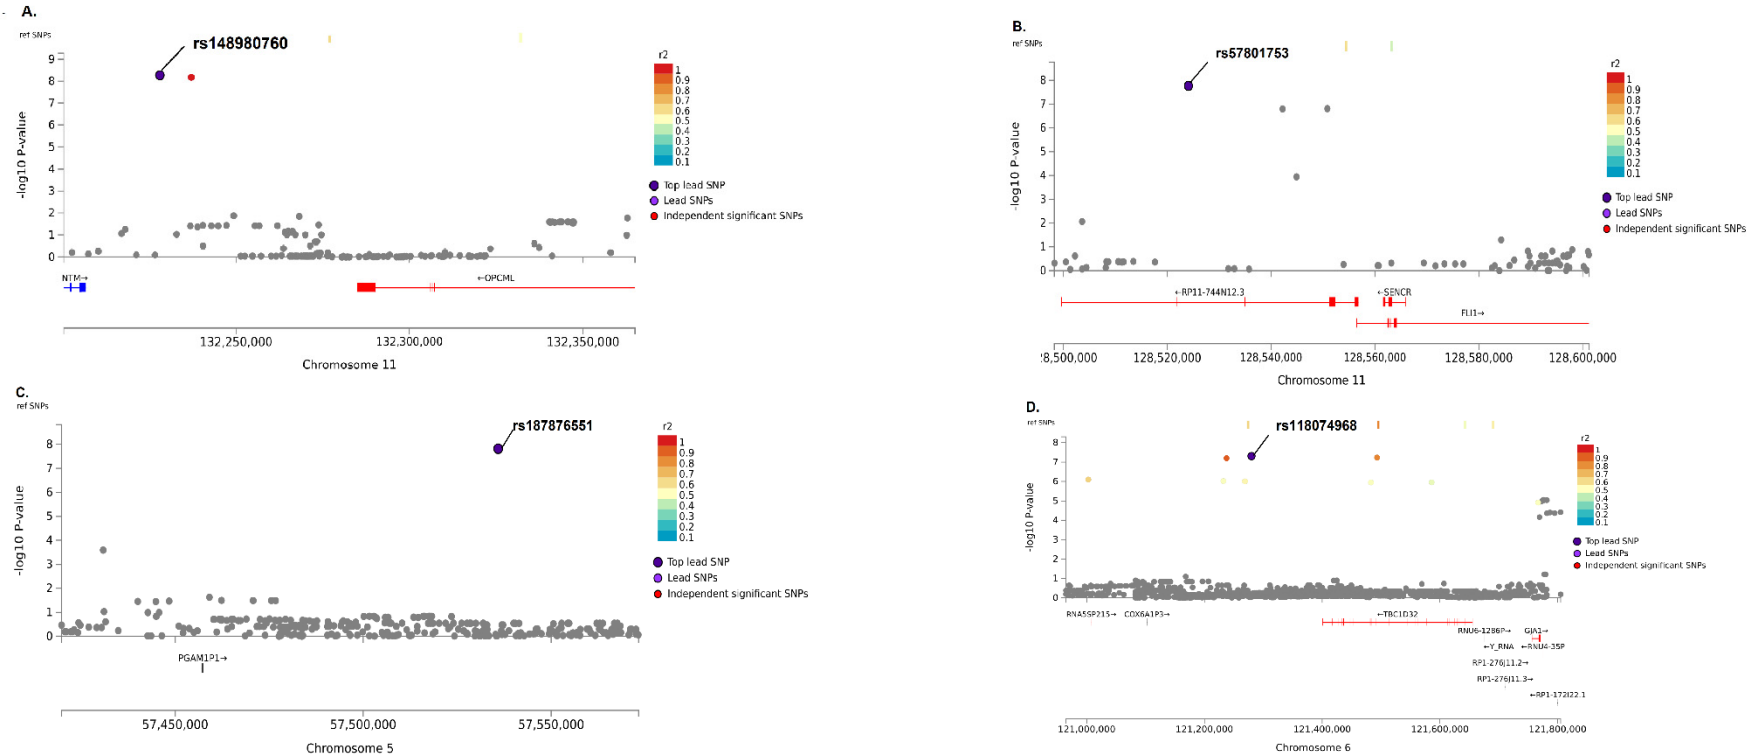 A.
ref SNPs
rs148980760
9
8
7
6
5
4
3
2
1
0
-log10 P-value
r2
1
0.9
0.8
0.7
0.6
0.5
0.4
0.3
0.2
0.1
Top lead SNP
Lead SNPs
Independent significant SNPs
NTM→
←OPCML
132,250,000 132,300,000 132,350,000
Chromosome 11
B.
ref SNPs
rs57801753
8
7
6
5
4
3
2
1
0
-log10 P-value
r2
1
0.9
0.8
0.7
0.6
0.5
0.4
0.3
0.2
0.1
Top lead SNP
Lead SNPs
Independent significant SNPs
←RP11-744N12.3
←SENCR
FLI1→
28,500,000 128,520,000 128,540,000 128,560,000 128,580,000 128,600,000
Chromosome 11
C.
ref SNPs
rs187876551
8
7
6
5
4
3
2
1
0
-log10 P-value
r2
1
0.9
0.8
0.7
0.6
0.5
0.4
0.3
0.2
0.1
Top lead SNP
Lead SNPs
Independent significant SNPs
PGAM1P1→
57,450,000 57,500,000 57,550,000
Chromosome 5
D.
ref SNPs
rs118074968
8
7
6
5
4
3
2
1
0
-log10 P-value
r2
1
0.9
0.8
0.7
0.6
0.5
0.4
0.3
0.2
0.1
Top lead SNP
Lead SNPs
Independent significant SNPs
RNA5SP215→ COX6A1P3→
←TBC1D32
RNU6-1286P→ GJA1→
←Y_RNA ←RNU4-35P
RP1-276J11.2→
RP1-276J11.3→
←RP1-172I22.1
121,000,000 121,200,000 121,400,000 121,600,000 121,800,000
Chromosome 6